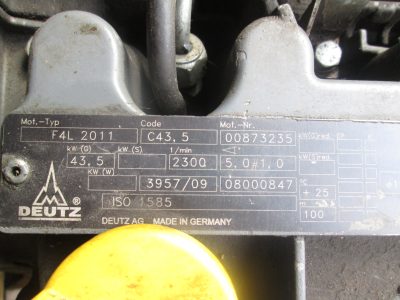 Mot.-Typ Code Mot.-Nr.
F4L 2011 C43,5 00873235
kW (G) kW (S) 1/min
43,5 2300 5.0#1.0
kW (W)
3957/09 08000847
ISO 1585 +25
DEUTZ 100
DEUTZ AG MADE IN GERMANY